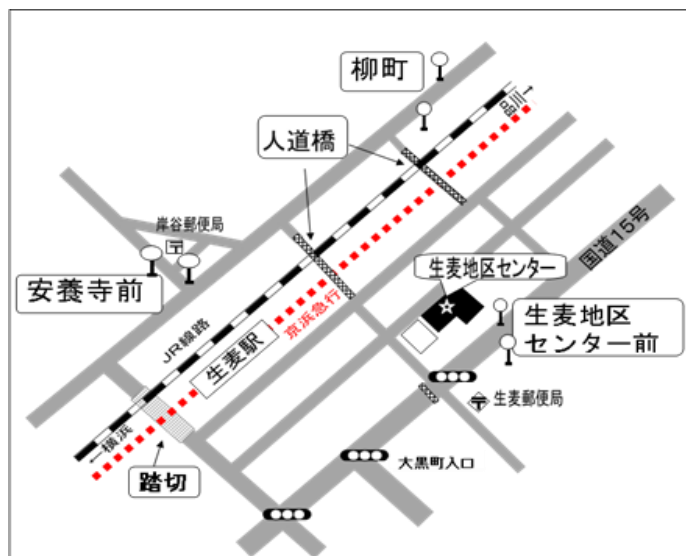 柳町
品川→
人道橋
岸谷郵便局
安養寺前
生麦地区センター
国道15号
生麦地区
センター前
京浜急行
JR線路
生麦駅
生麦郵便局
←横浜
踏切
大黒町入口